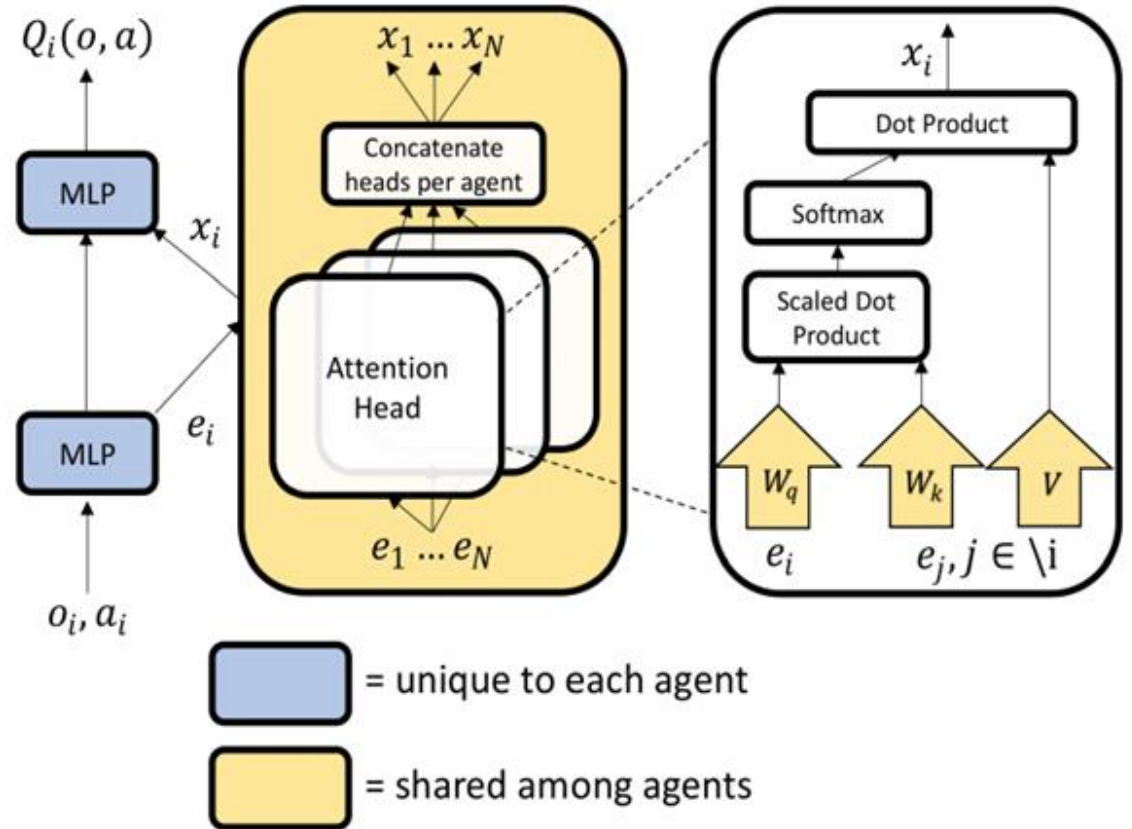 Q_i(o, a)
MLP
x_i
MLP
e_i
o_i, a_i
x_1 ... x_N
Concatenate
heads per agent
Attention
Head
e_1 ... e_N
x_i
Dot Product
Softmax
Scaled Dot
Product
W_q
W_k
V
e_i
e_j, j ∈ \i
= unique to each agent
= shared among agents